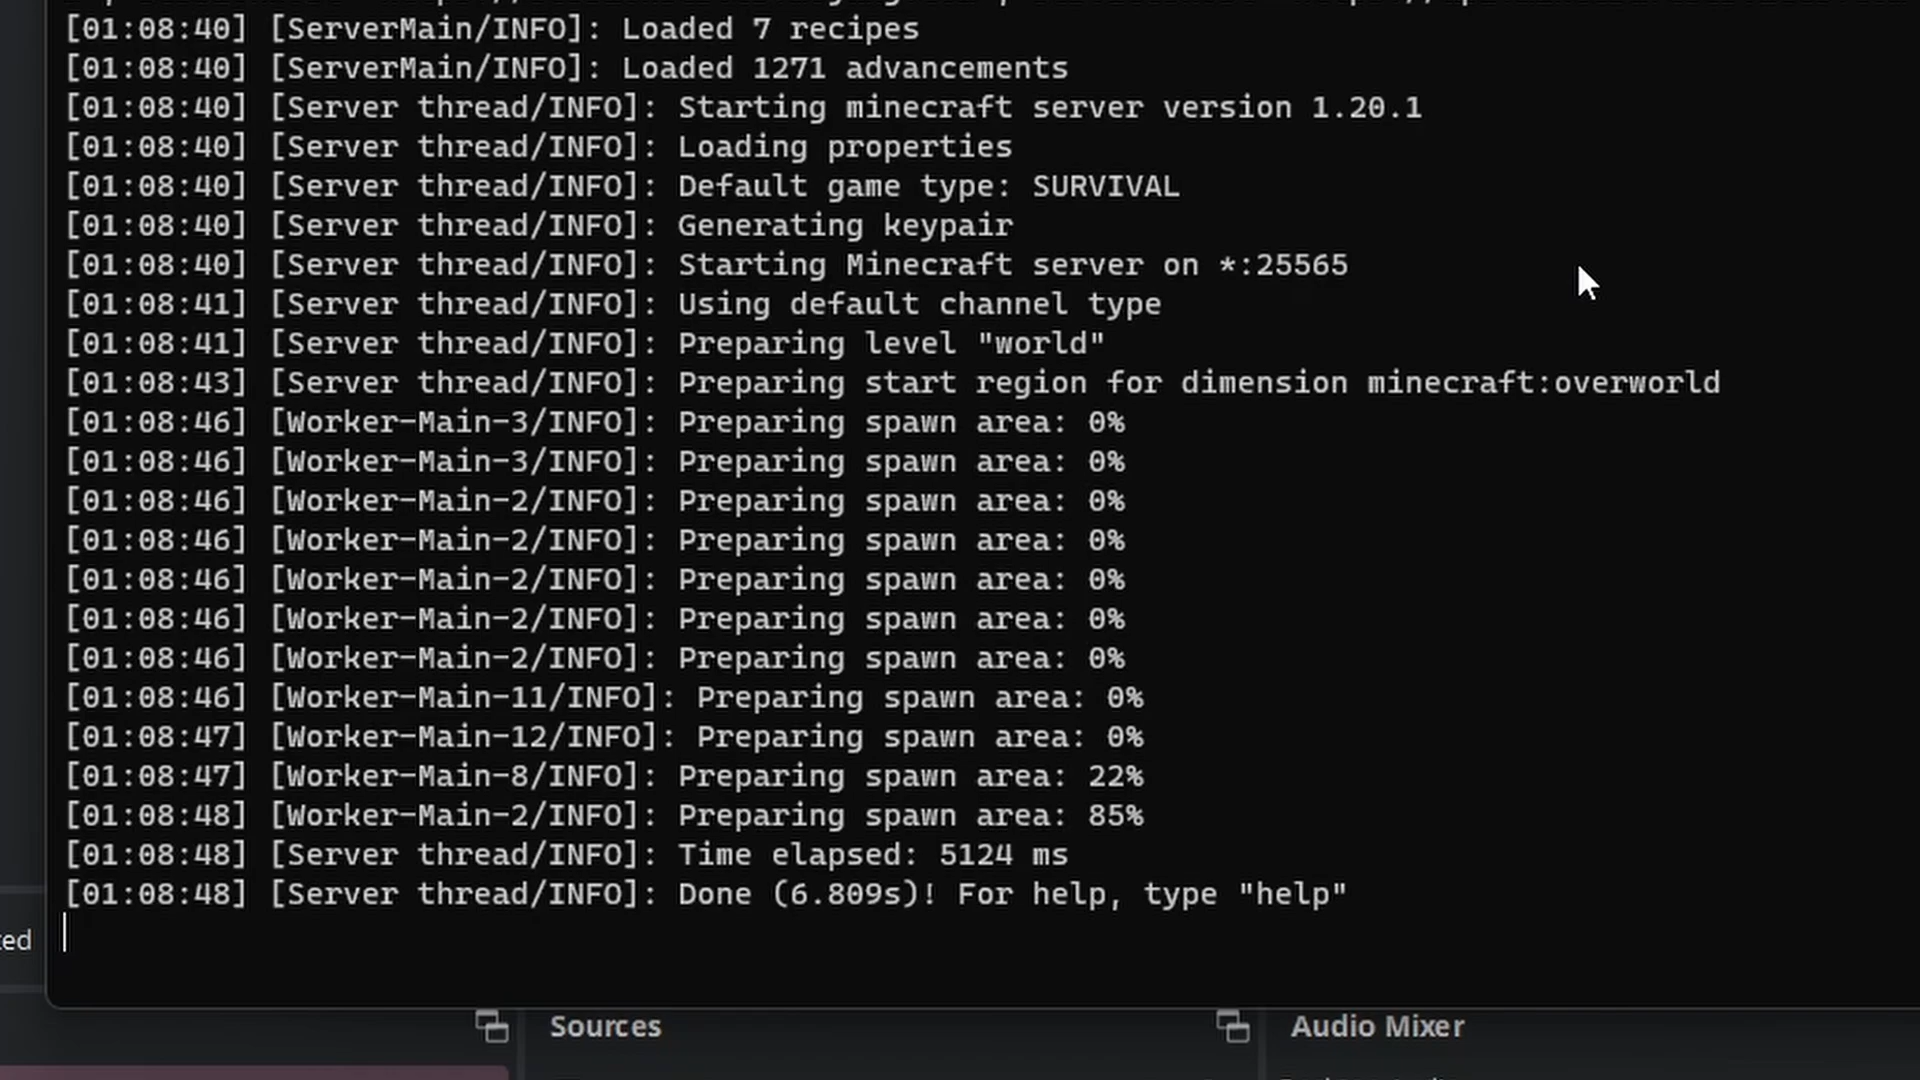 [01:08:40] [ServerMain/INFO]: Loaded 7 recipes
[01:08:40] [ServerMain/INFO]: Loaded 1271 advancements
[01:08:40] [Server thread/INFO]: Starting minecraft server version 1.20.1
[01:08:40] [Server thread/INFO]: Loading properties
[01:08:40] [Server thread/INFO]: Default game type: SURVIVAL
[01:08:40] [Server thread/INFO]: Generating keypair
[01:08:40] [Server thread/INFO]: Starting Minecraft server on *:25565
[01:08:41] [Server thread/INFO]: Using default channel type
[01:08:41] [Server thread/INFO]: Preparing level "world"
[01:08:43] [Server thread/INFO]: Preparing start region for dimension minecraft:overworld
[01:08:46] [Worker-Main-3/INFO]: Preparing spawn area: 0%
[01:08:46] [Worker-Main-3/INFO]: Preparing spawn area: 0%
[01:08:46] [Worker-Main-2/INFO]: Preparing spawn area: 0%
[01:08:46] [Worker-Main-2/INFO]: Preparing spawn area: 0%
[01:08:46] [Worker-Main-2/INFO]: Preparing spawn area: 0%
[01:08:46] [Worker-Main-2/INFO]: Preparing spawn area: 0%
[01:08:46] [Worker-Main-2/INFO]: Preparing spawn area: 0%
[01:08:46] [Worker-Main-11/INFO]: Preparing spawn area: 0%
[01:08:47] [Worker-Main-12/INFO]: Preparing spawn area: 0%
[01:08:47] [Worker-Main-8/INFO]: Preparing spawn area: 22%
[01:08:48] [Worker-Main-2/INFO]: Preparing spawn area: 85%
[01:08:48] [Server thread/INFO]: Time elapsed: 5124 ms
[01:08:48] [Server thread/INFO]: Done (6.809s)! For help, type "help"
Sources
Audio Mixer